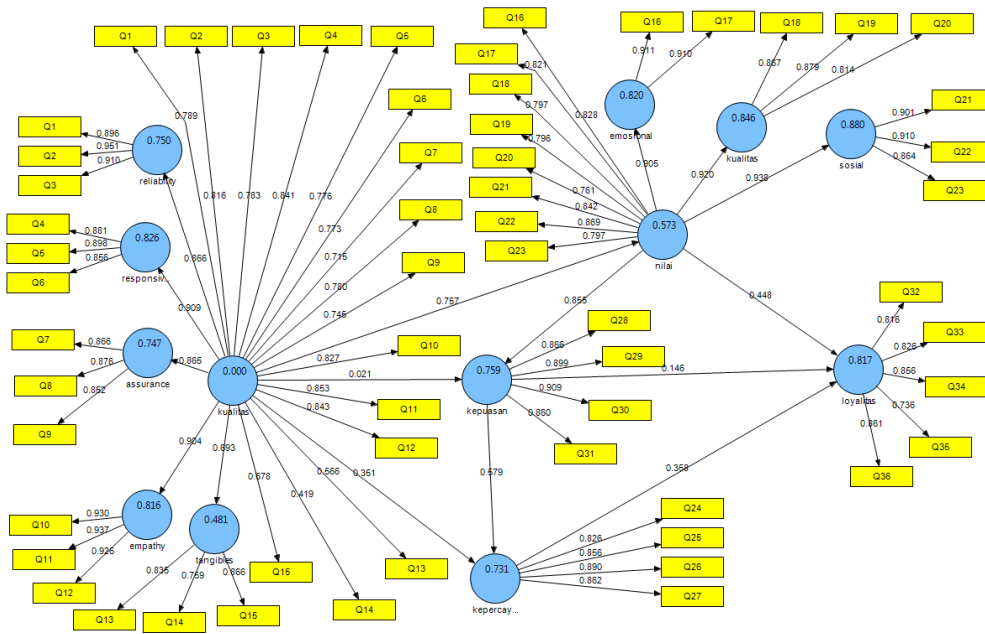 Q1 Q2 Q3 Q4 Q5 Q16 Q16 Q17 Q18 Q19 Q20
0.911 0.910
Q17 0.821 0.867 0.879 0.814
Q18 0.820 Q21
Q6 0.797 0.828 0.846 0.880 0.901
Q1 0.896 0.750 0.789 Q19 emosional 0.910
Q2 0.951 0.796 kualitas Q22
0.910 Q7 Q20 0.905 sosial 0.864
Q3 reliability 0.816 0.783 0.841 0.776 Q21 0.761 0.920 0.938 Q23
0.773 Q8 0.842
Q4 0.881 0.826 0.715 Q22 0.869 0.573
Q5 0.898 0.866 0.780 Q23 0.797
0.856 Q9 nilai
Q6 responsiv... 0.745
0.909 0.757 0.855 0.448 Q32
Q28 0.816
Q7 0.866 0.747 Q10 0.866 Q33
0.876 0.827 Q29 0.826
Q8 0.865 0.000 0.021 0.759 0.899 0.146 0.817 0.856
0.852 assurance 0.853 0.909 Q34
kualitas Q11 kepuasan Q30 loyalitas 0.736
Q9 0.843 0.860 0.861
0.904 0.693 Q12 Q31 Q35
0.678 0.566 0.351 0.579 0.358 Q36
0.419
0.816 0.481 Q24
Q10 0.930 0.826
0.937 empathy tangibles Q25
Q11 0.926 0.731 0.856
0.835 0.759 0.866 Q15 Q13 0.890 Q26
Q12 0.862
Q13 Q14 Q15 Q14 kepercay... Q27